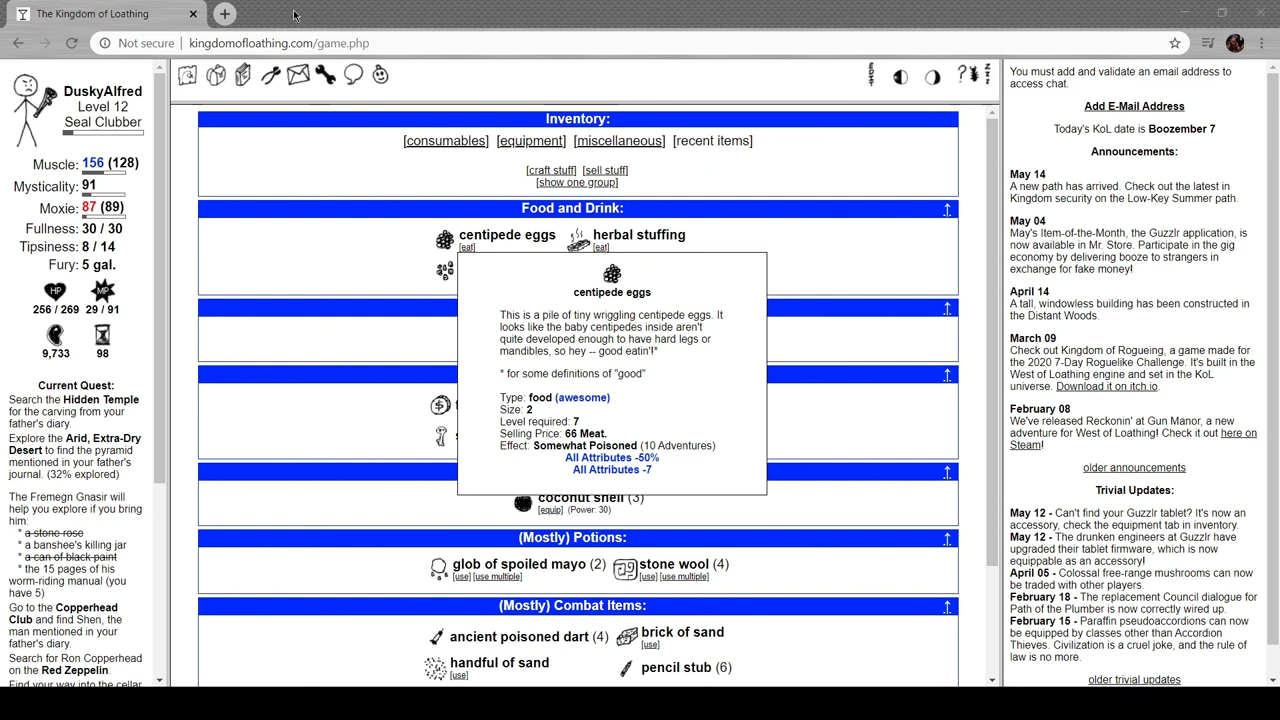 The Kingdom of Loathing
Not secure | kingdomofloathing.com/game.php
DuskyAlfred
Level 12
Seal Clubber
Muscle: 156 (128)
Mysticality: 91
Moxie: 87 (89)
Fullness: 30 / 30
Tipsiness: 8 / 14
Fury: 5 gal.
HP MP
256 / 269 29 / 91
9,733 98
Current Quest:
Search the Hidden Temple
for the carving from your
father's diary.
Explore the Arid, Extra-Dry
Desert to find the pyramid
mentioned in your father's
journal. (32% explored)
The Fremegn Gnasir will
help you explore if you bring
him:
* a stone rose
* a banshee's killing jar
* a can of black paint
* the 15 pages of his
worm-riding manual (you
have 5)
Go to the Copperhead
Club and find Shen, the
man mentioned in your
father's diary.
Search for Ron Copperhead
on the Red Zeppelin.
Find your way into the cellar
Inventory:
[consumables] [equipment] [miscellaneous] [recent items]
[craft stuff] [sell stuff]
[show one group]
Food and Drink:
centipede eggs herbal stuffing
[eat] [eat]
centipede eggs
This is a pile of tiny wriggling centipede eggs. It
looks like the baby centipedes inside aren't
quite developed enough to have hard legs or
mandibles, so hey -- good eatin'!*
* for some definitions of "good"
Type: food (awesome)
Size: 2
Level required: 7
Selling Price: 66 Meat.
Effect: Somewhat Poisoned (10 Adventures)
All Attributes -50%
All Attributes -7
coconut shell (3)
[equip] (Power: 30)
(Mostly) Potions:
glob of spoiled mayo (2) stone wool (4)
[use] [use multiple] [use] [use multiple]
(Mostly) Combat Items:
ancient poisoned dart (4) brick of sand
[use]
handful of sand pencil stub (6)
[use]
You must add and validate an email address to
access chat.
Add E-Mail Address
Today's KoL date is Boozember 7
Announcements:
May 14
A new path has arrived. Check out the latest in
Kingdom security on the Low-Key Summer path.
May 04
May's Item-of-the-Month, the Guzzlr application, is
now available in Mr. Store. Participate in the gig
economy by delivering booze to strangers in
exchange for fake money!
April 14
A tall, windowless building has been constructed in
the Distant Woods.
March 09
Check out Kingdom of Rogueing, a game made for
the 2020 7-Day Roguelike Challenge. It's built in the
West of Loathing engine and set in the KoL
universe. Download it on itch io.
February 08
We've released Reckonin' at Gun Manor, a new
adventure for West of Loathing! Check it out here on
Steam!
older announcements
Trivial Updates:
May 12 - Can't find your Guzzlr tablet? It's now an
accessory, check the equipment tab in inventory.
May 12 - The drunken engineers at Guzzlr have
upgraded their tablet firmware, which is now
equippable as an accessory!
April 05 - Colossal free-range mushrooms can now
be traded with other players.
February 18 - The replacement Council dialogue for
Path of the Plumber is now correctly wired up.
February 15 - Paraffin pseudoaccordions can now
be equipped by classes other than Accordion
Thieves. Civilization is a cruel joke, and the rule of
law is no more.
older trivial updates